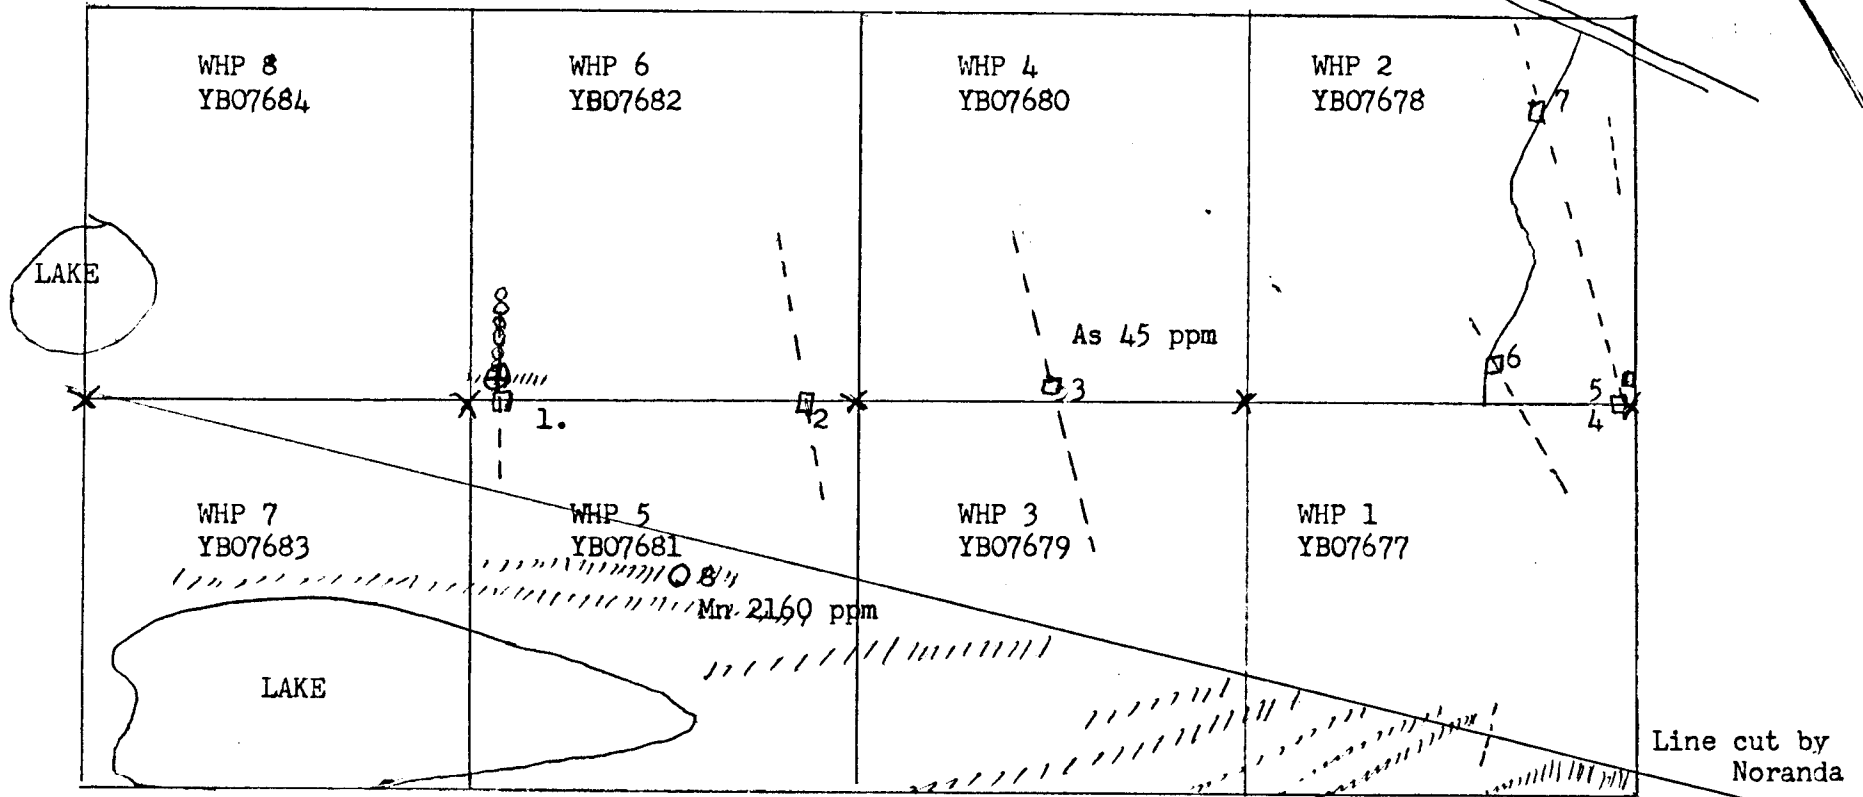 WHP 8
YB07684
WHP 6
YB07682
WHP 4
YB07680
WHP 2
YB07678
7
LAKE
As 45 ppm
6
3
5
4
1.
2
WHP 7
YB07683
WHP 5
YB07681
WHP 3
YB07679
WHP 1
YB07677
8
Mn 2160 ppm
LAKE
Line cut by
Noranda